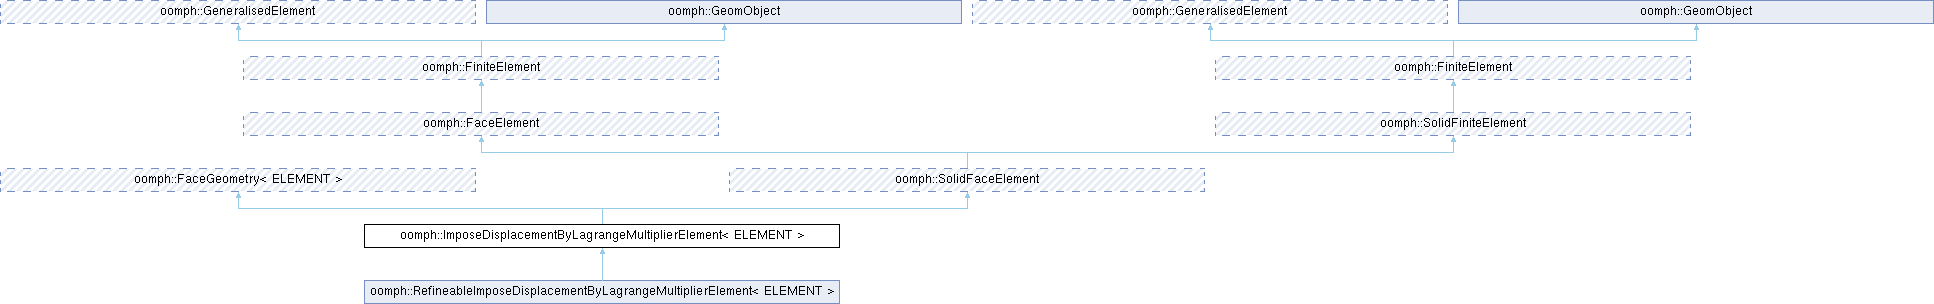 oomph::GeneralisedElement
oomph::GeomObject
oomph::GeneralisedElement
oomph::GeomObject
oomph::FiniteElement
oomph::FiniteElement
oomph::FaceElement
oomph::SolidFiniteElement
oomph::FaceGeometry< ELEMENT >
oomph::SolidFaceElement
oomph::ImposeDisplacementByLagrangeMultiplierElement< ELEMENT >
oomph::RefineableImposeDisplacementByLagrangeMultiplierElement< ELEMENT >